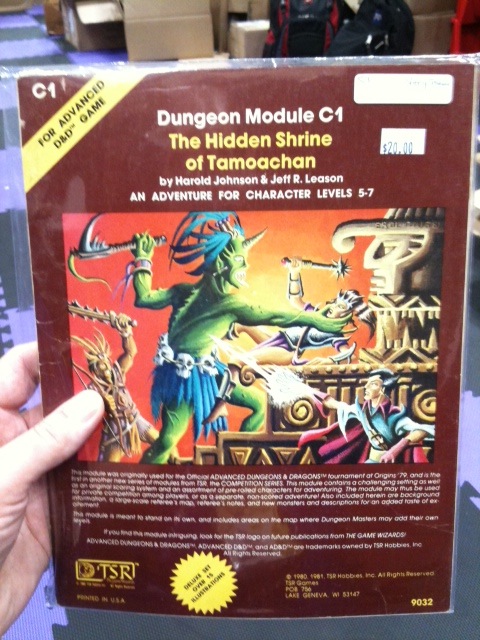 C1
FOR ADVANCED
D&D™ GAME
Dungeon Module C1
The Hidden Shrine
of Tamoachan
by Harold Johnson & Jeff R. Leason
AN ADVENTURE FOR CHARACTER LEVELS 5-7
$20.00
This module was originally used for the Official ADVANCED DUNGEONS & DRAGONS™ tournament at Origins '79, and is the
first in another new series of modules from TSR, the COMPETITION SERIES. This module contains a challenging setting as well
as an original scoring system and an assortment of pre-rolled characters for adventuring. The module may thus be used
for private competition among players, or as a separate, non-scored adventure! Also included herein are background
information, a large-scale referee's map, referee's notes, and new monsters and descriptions for an added taste of ex-
citement!
This module is meant to stand on its own, and includes areas on the map where Dungeon Masters may add their own
levels.
If you find this module intriguing, look for the TSR logo on future publications from THE GAME WIZARDS!
ADVANCED DUNGEONS & DRAGONS™, ADVANCED D&D™, and AD&D™ are trademarks owned by TSR Hobbies, Inc.
All Rights Reserved.
TSR
DELUXE SET
OVER 15
ILLUSTRATIONS
© 1980, 1981, TSR Hobbies, Inc. All Rights Reserved
TSR Games
POB 756
LAKE GENEVA, WI 53147
PRINTED IN U.S.A.
9032